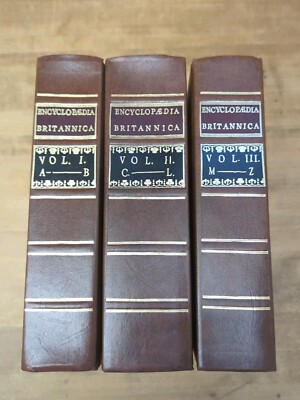 ENCYCLOPÆDIA
BRITANNICA
VOL. I.
A——B
ENCYCLOPÆDIA
BRITANNICA
VOL. II.
C——L.
ENCYCLOPÆDIA
BRITANNICA
VOL. III.
M——Z